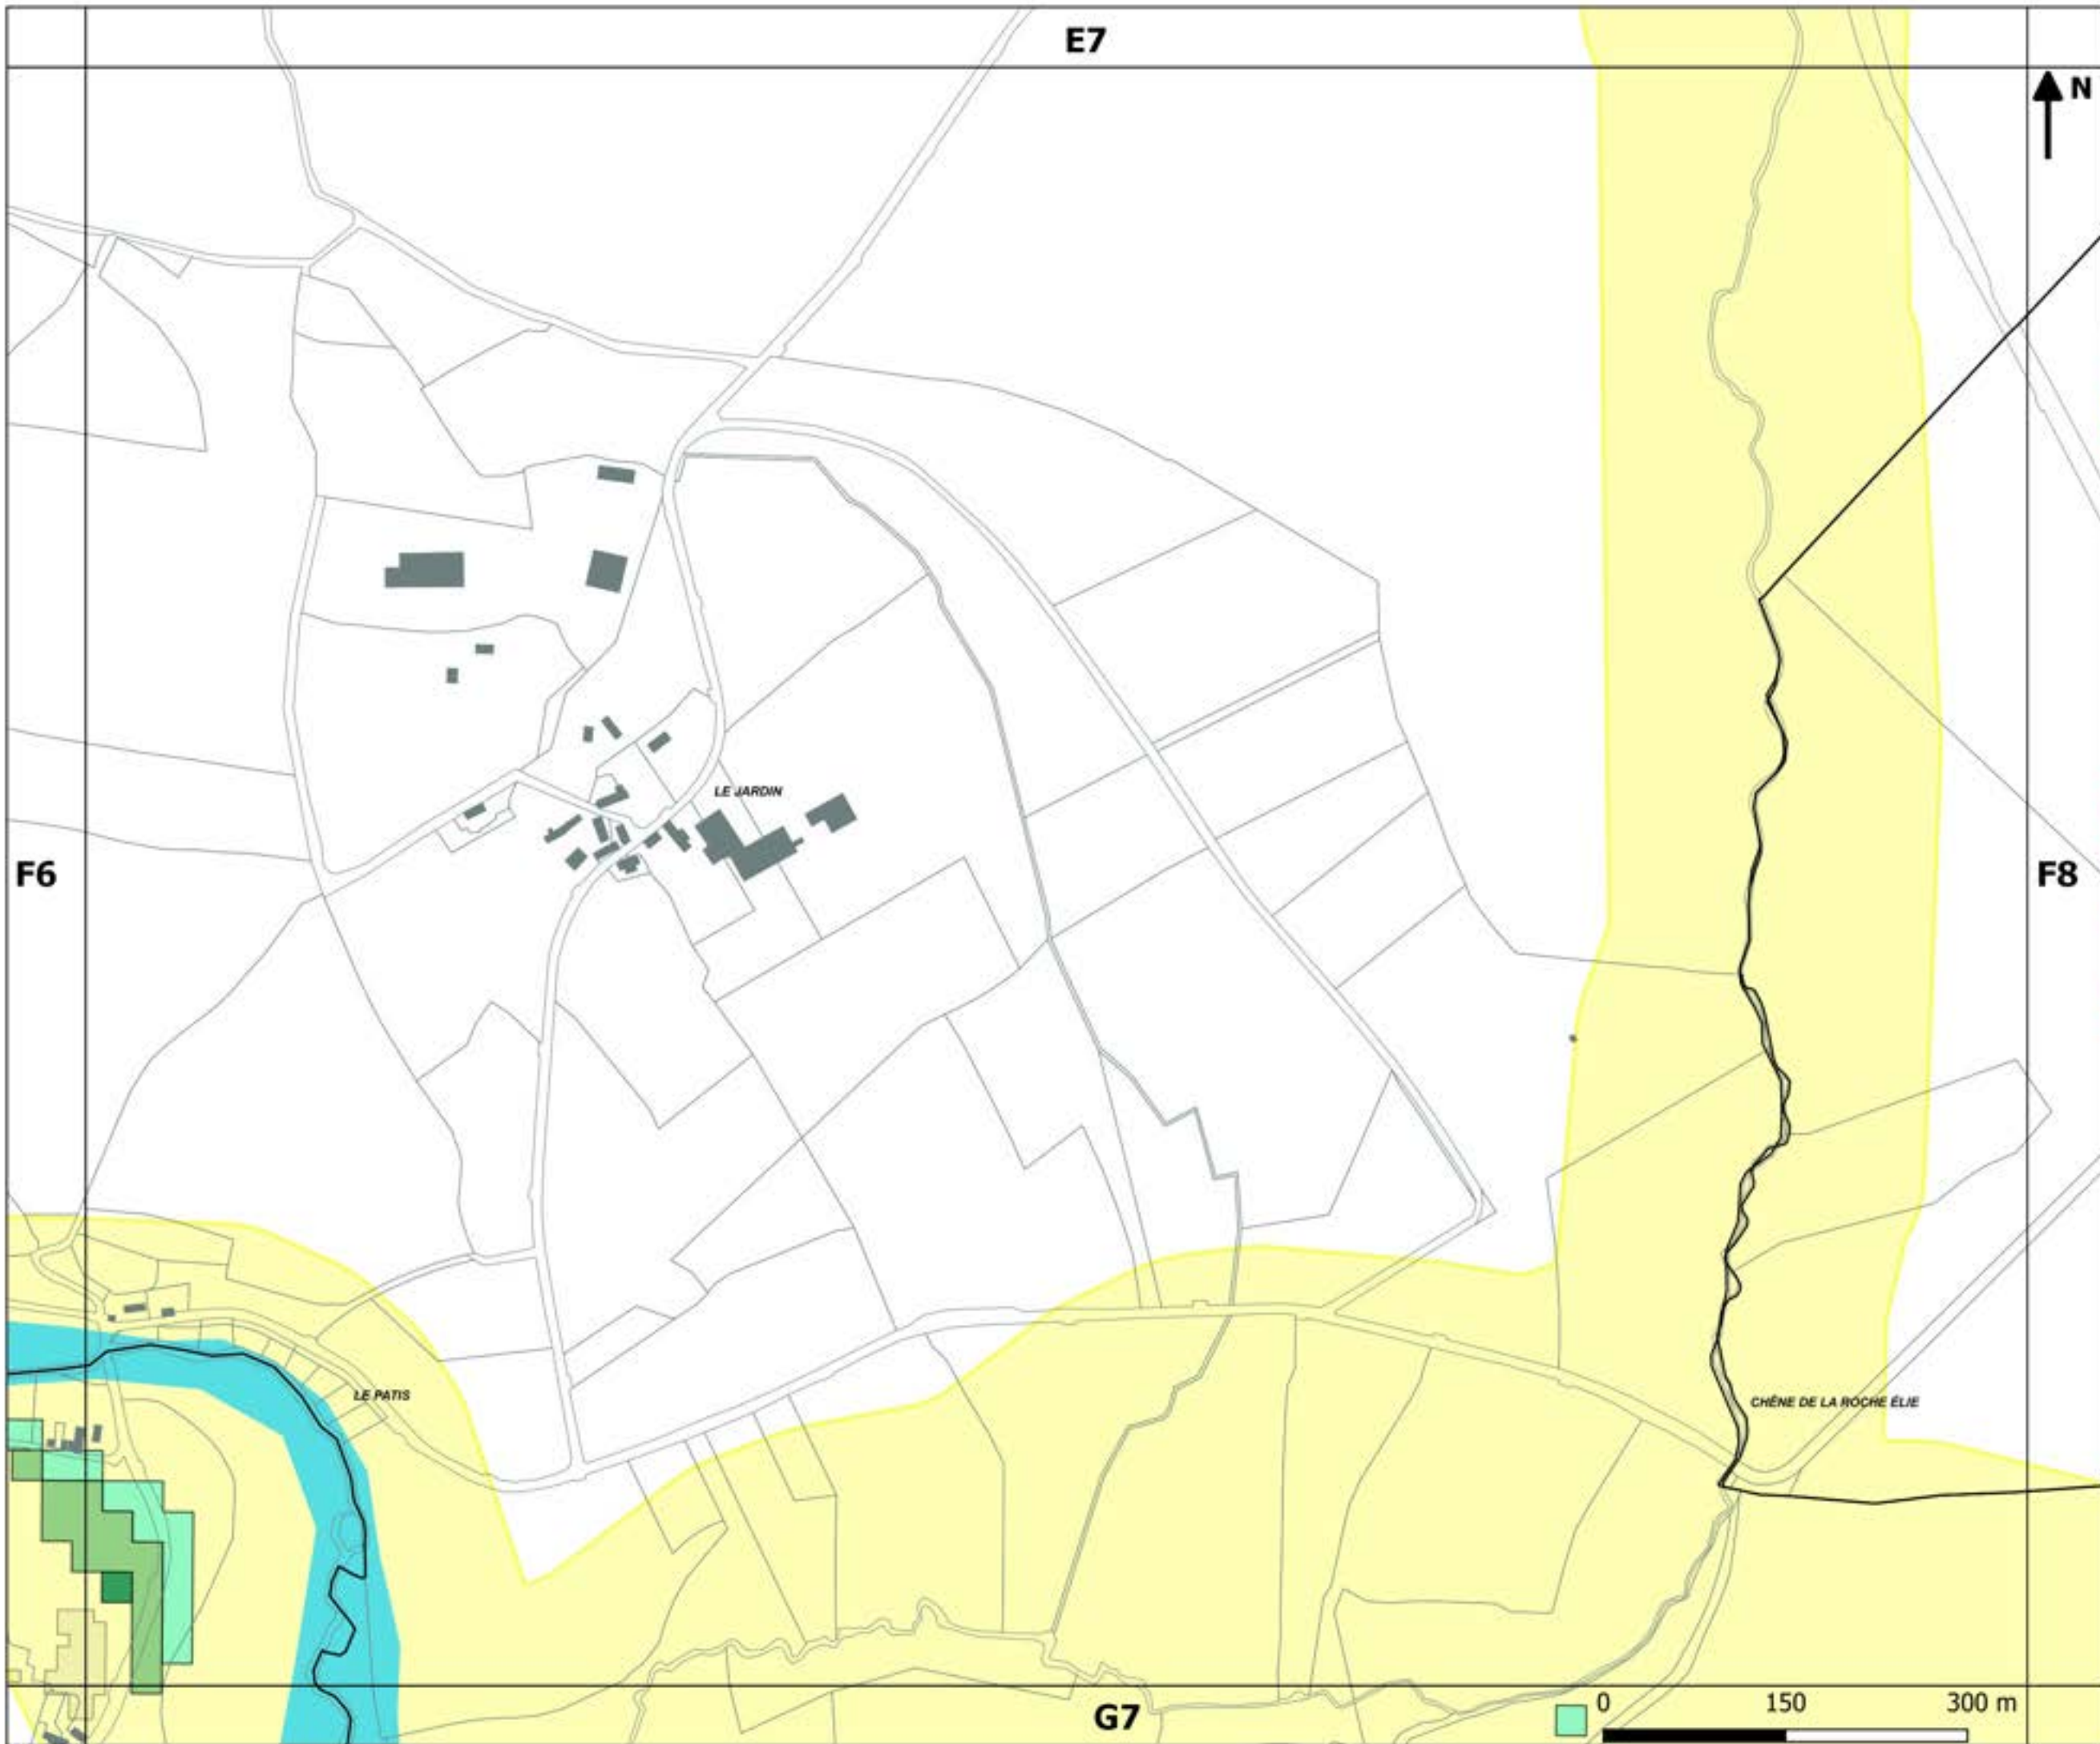 E7
N
LE JARDIN
F6
F8
LE PATIS
CHÊNE DE LA ROCHE ÉLIE
G7
0 150 300 m